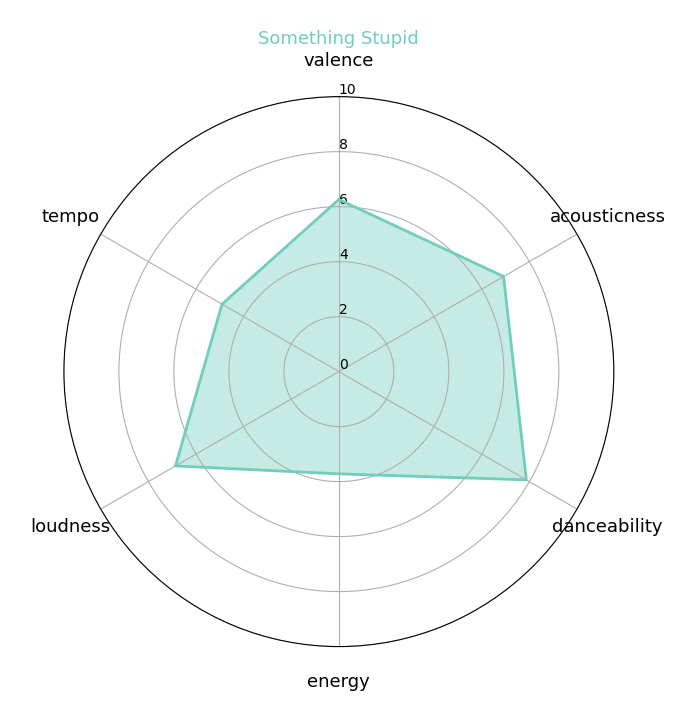 Something Stupid
valence
10
8
6
4
2
0
tempo
acousticness
loudness
danceability
energy